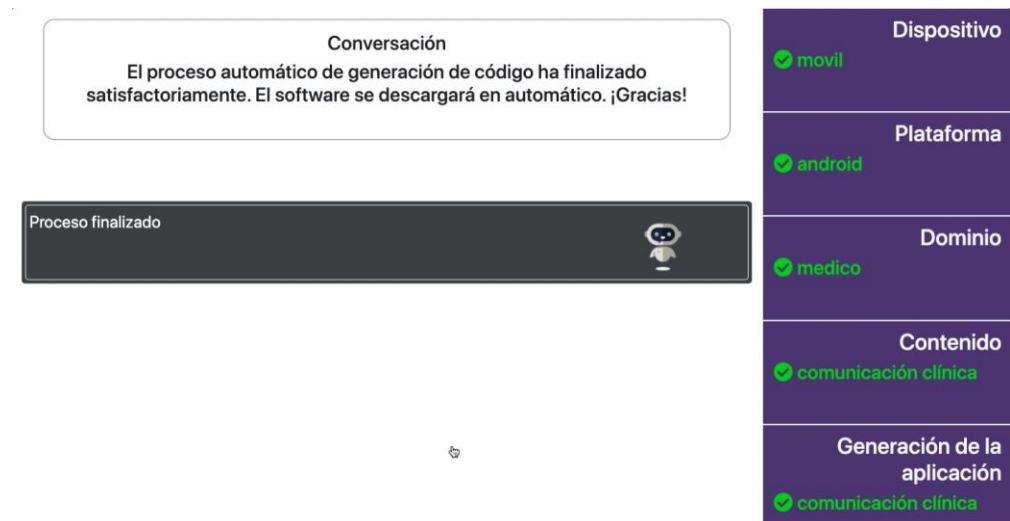 Conversación
El proceso automático de generación de código ha finalizado
satisfactoriamente. El software se descargará en automático. ¡Gracias!
Proceso finalizado
Dispositivo
movil
Plataforma
android
Dominio
medico
Contenido
comunicación clínica
Generación de la
aplicación
comunicación clínica